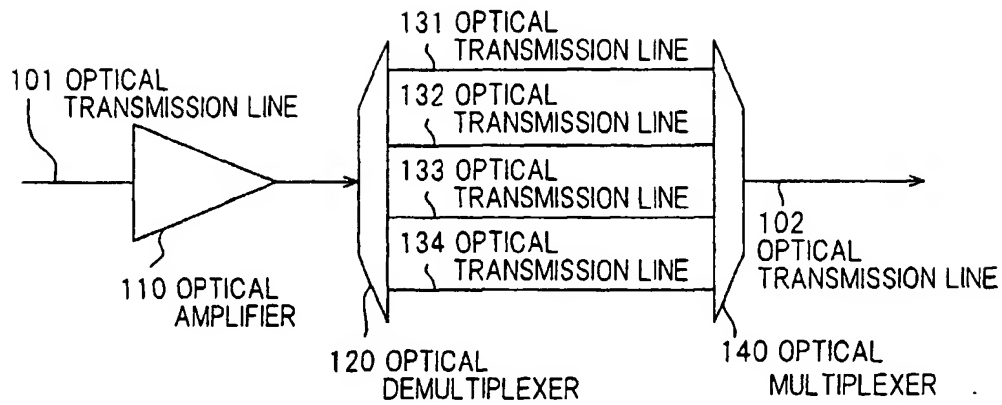 131 OPTICAL
TRANSMISSION LINE
101 OPTICAL
TRANSMISSION LINE
132 OPTICAL
TRANSMISSION LINE
133 OPTICAL
TRANSMISSION LINE
134 OPTICAL
TRANSMISSION LINE
102
OPTICAL
TRANSMISSION LINE
110 OPTICAL
AMPLIFIER
120 OPTICAL
DEMULTIPLEXER
140 OPTICAL
MULTIPLEXER